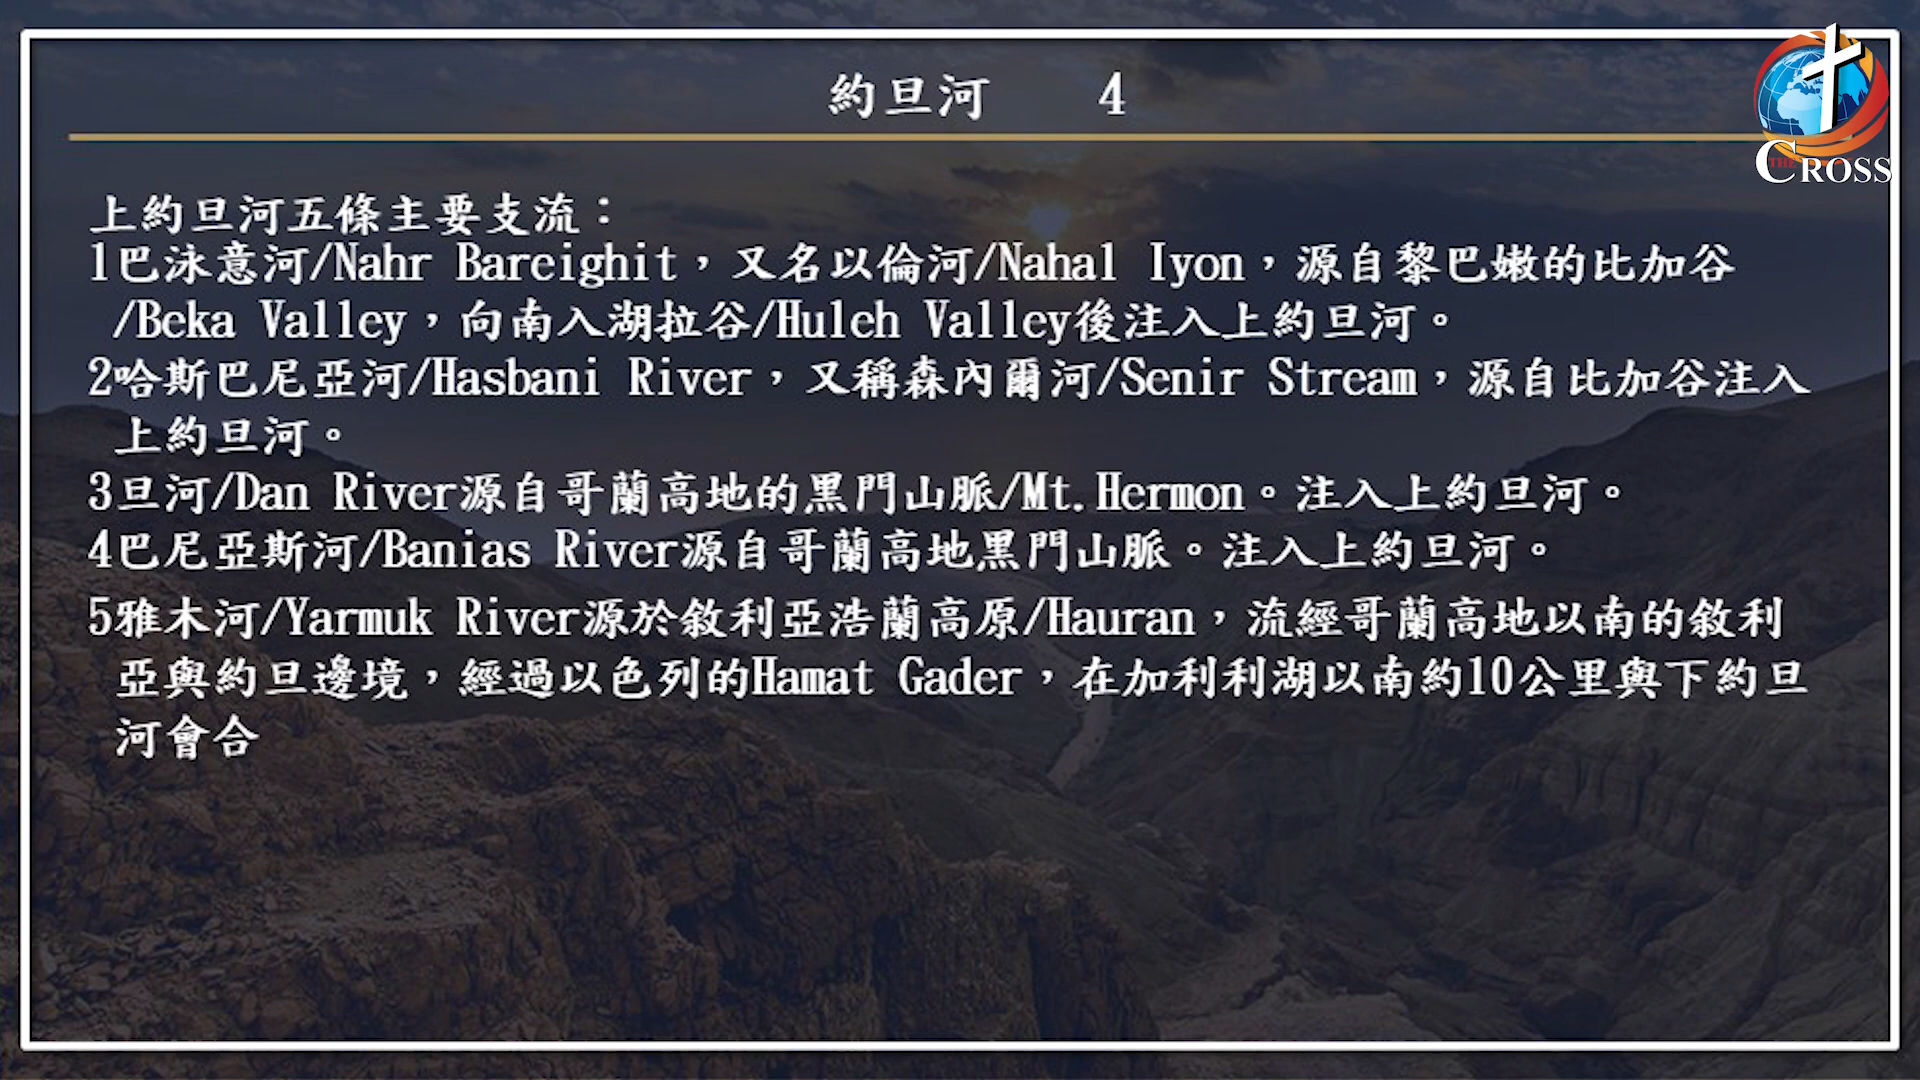 約旦河 4
THE CROSS
上約旦河五條主要支流：
1巴泳意河/Nahr Bareighit，又名以倫河/Nahal Iyon，源自黎巴嫩的比加谷
/Beka Valley，向南入湖拉谷/Huleh Valley後注入上約旦河。
2哈斯巴尼亞河/Hasbani River，又稱森內爾河/Senir Stream，源自比加谷注入
上約旦河。
3旦河/Dan River源自哥蘭高地的黑門山脈/Mt.Hermon。注入上約旦河。
4巴尼亞斯河/Banias River源自哥蘭高地黑門山脈。注入上約旦河。
5雅木河/Yarmuk River源於敘利亞浩蘭高原/Hauran，流經哥蘭高地以南的敘利
亞與約旦邊境，經過以色列的Hamat Gader，在加利利湖以南約10公里與下約旦
河會合